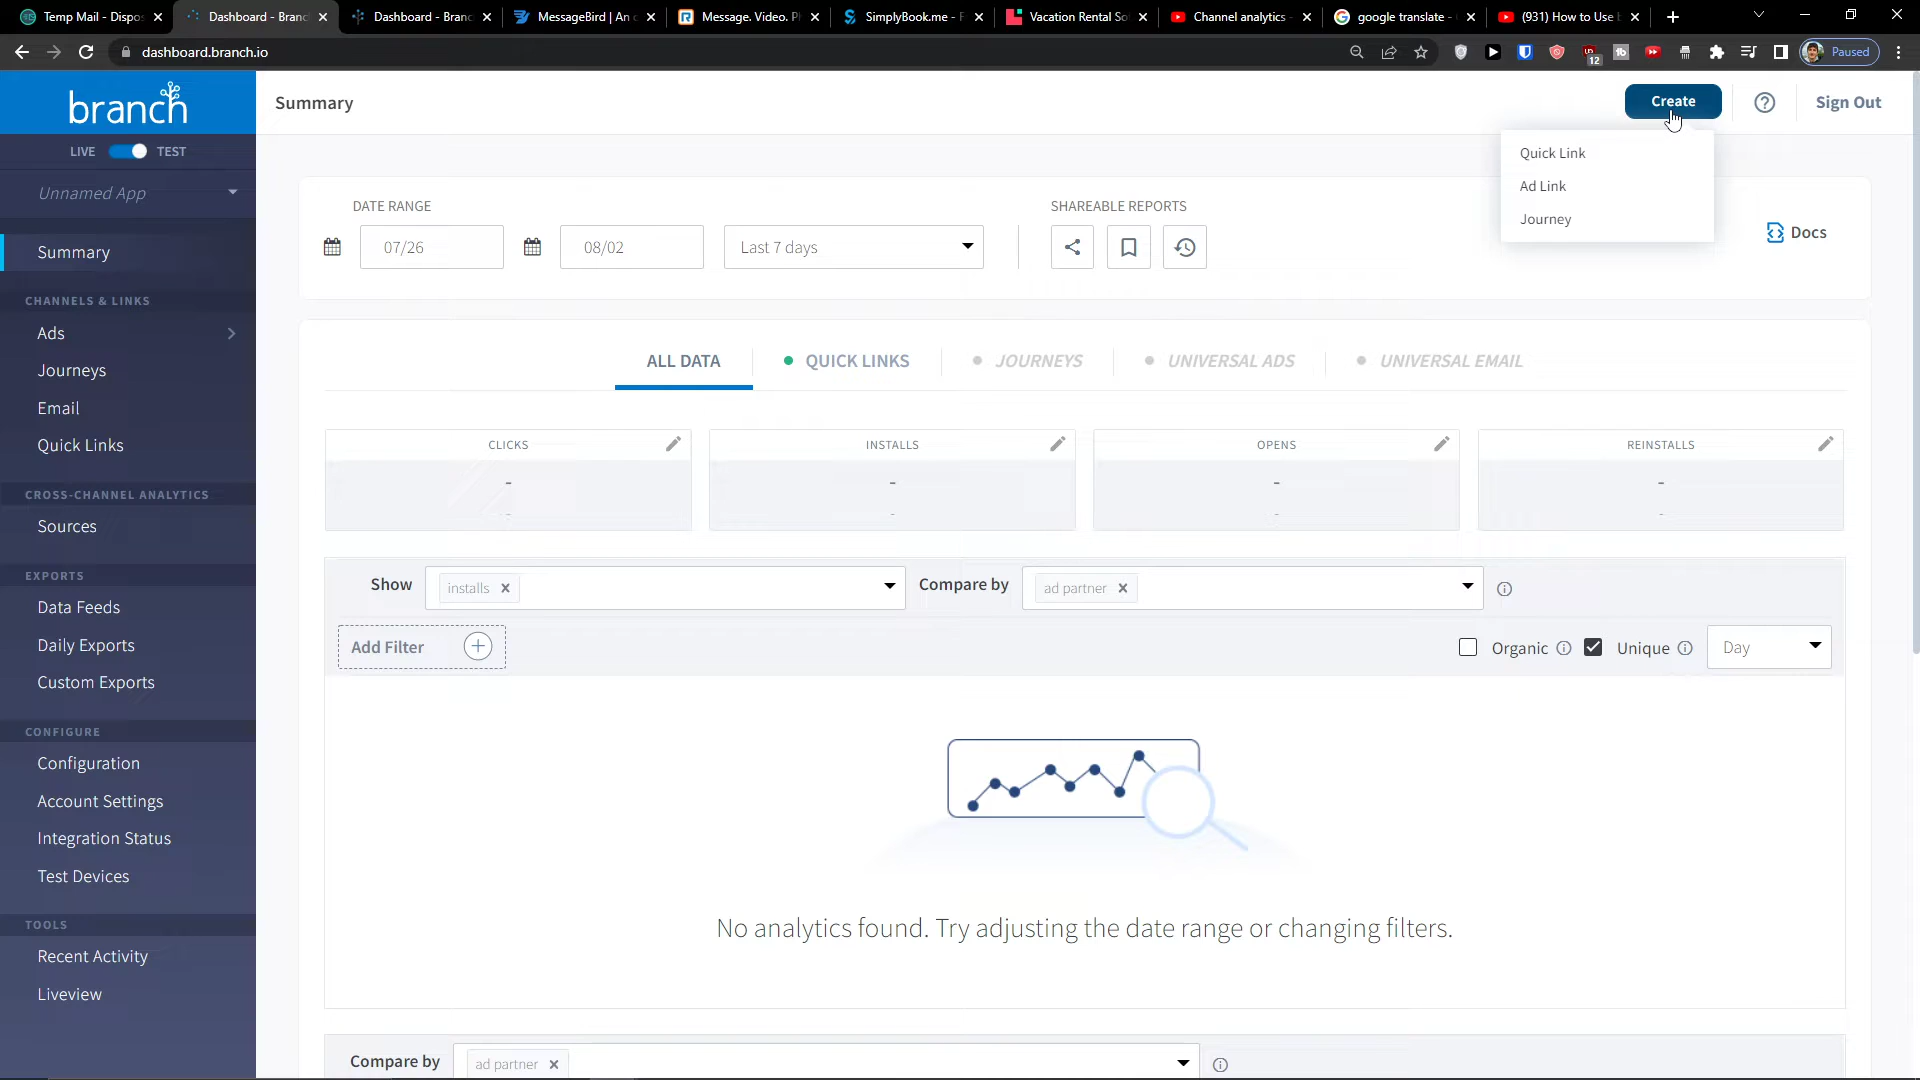 Temp Mail - Dispos
Dashboard - Branc
Dashboard - Branc
MessageBird | An o
Message. Video. Ph
SimplyBook.me - F
Vacation Rental So
Channel analytics -
google translate -
(931) How to Use b
dashboard.branch.io
12
Paused
branch
Summary
Create
Sign Out
LIVE TEST
Quick Link
Ad Link
Journey
Unnamed App
DATE RANGE
SHAREABLE REPORTS
07/26
08/02
Last 7 days
Docs
Summary
CHANNELS & LINKS
Ads
Journeys
Email
Quick Links
CROSS-CHANNEL ANALYTICS
Sources
EXPORTS
Data Feeds
Daily Exports
Custom Exports
CONFIGURE
Configuration
Account Settings
Integration Status
Test Devices
TOOLS
Recent Activity
Liveview
ALL DATA
QUICK LINKS
JOURNEYS
UNIVERSAL ADS
UNIVERSAL EMAIL
CLICKS
-
-
INSTALLS
-
-
OPENS
-
-
REINSTALLS
-
-
Show
installs
Compare by
ad partner
Add Filter
Organic
Unique
Day
No analytics found. Try adjusting the date range or changing filters.
Compare by
ad partner